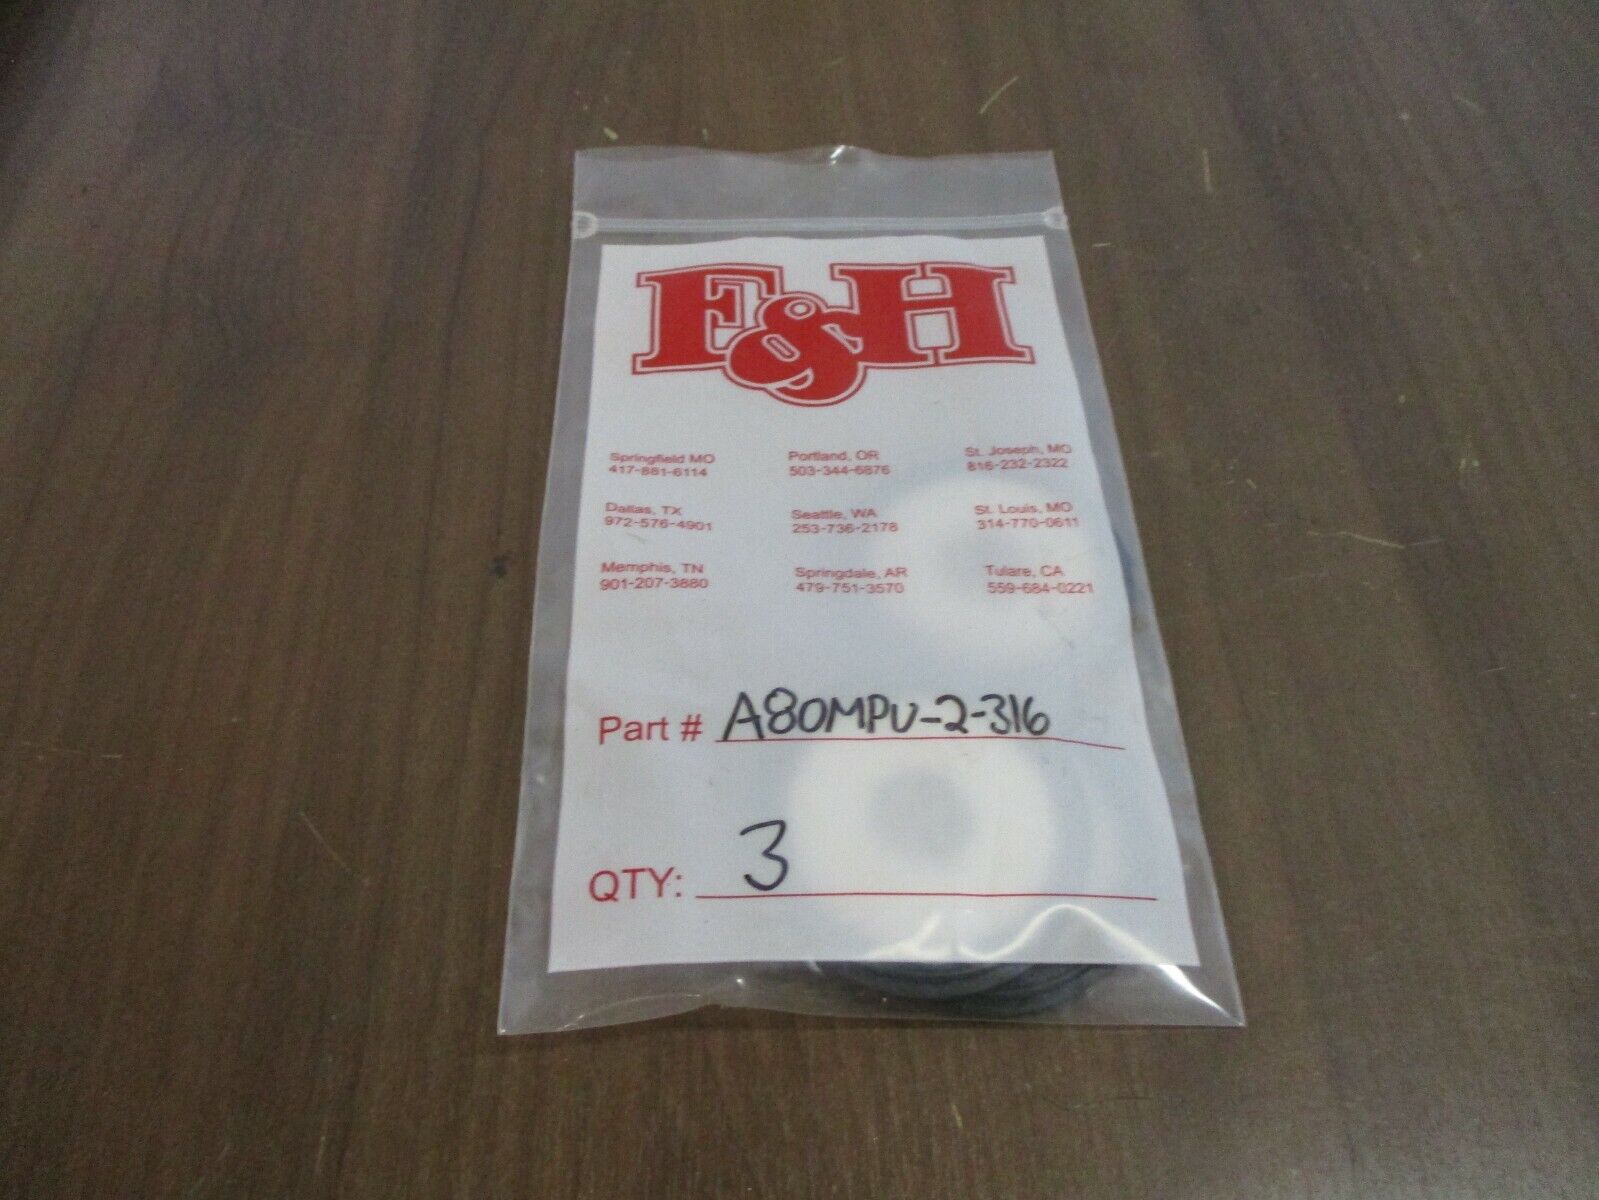 F&H
Springfield MO
417-881-6114
Portland, OR
503-344-6876
St. Joseph, MO
816-232-2322
Dallas, TX
972-576-4901
Seattle, WA
253-736-2178
St. Louis, MO
314-770-0611
Memphis, TN
901-207-3880
Springdale, AR
479-751-3570
Tulare, CA
559-684-0221
Part # A80MPU-2-316
QTY: 3